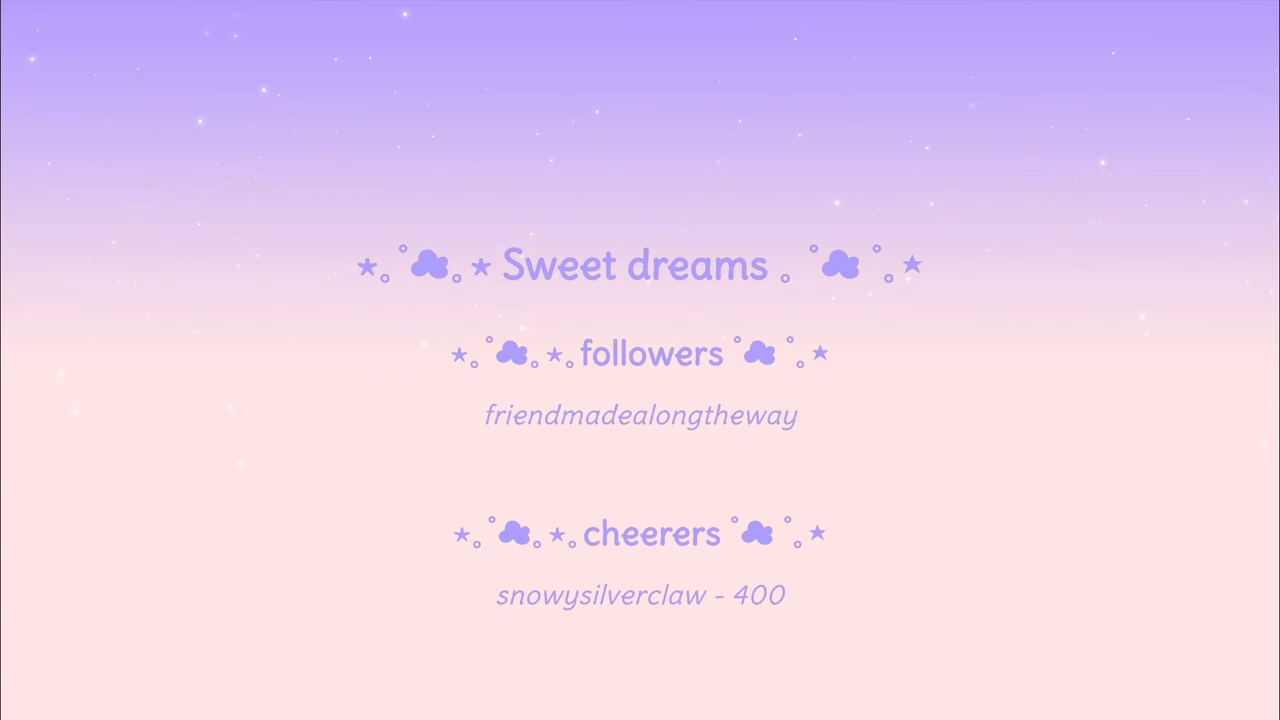 ⋆｡˚☁︎｡⋆ Sweet dreams ｡ ˚☁︎ ˚｡⋆
⋆｡˚☁︎｡⋆｡followers ˚☁︎ ˚｡⋆
friendmadealongtheway
⋆｡˚☁︎｡⋆｡cheerers ˚☁︎ ˚｡⋆
snowysilverclaw - 400